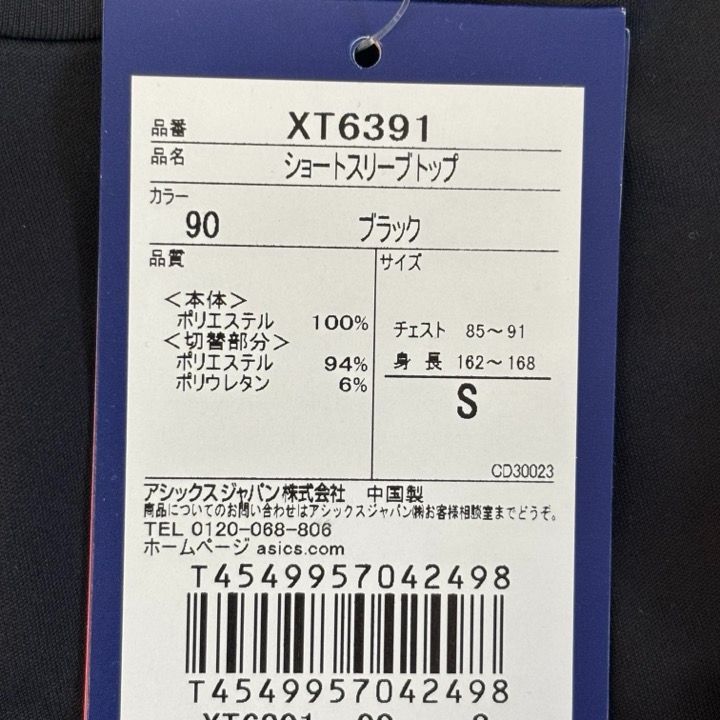 品番 XT6391
品名 ショートスリーブトップ
カラー
90 ブラック
品質
<本体>
ポリエステル 100%
<切替部分>
ポリエステル 94%
ポリウレタン 6%
サイズ
チェスト 85～91
身長 162～168
S
CD30023
アシックスジャパン株式会社 中国製
商品についてのお問い合わせはアシックスジャパン㈱お客様相談室までどうぞ。
TEL 0120-068-806
ホームページ asics.com
T4549957042498
T4549957042498